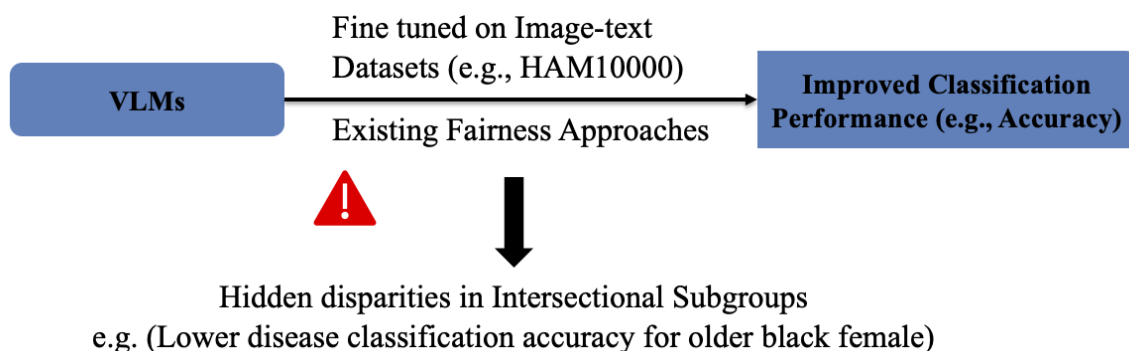 Fine tuned on Image-text
Datasets (e.g., HAM10000)
VLMs
Improved Classification
Performance (e.g., Accuracy)
Existing Fairness Approaches
!
Hidden disparities in Intersectional Subgroups
e.g. (Lower disease classification accuracy for older black female)